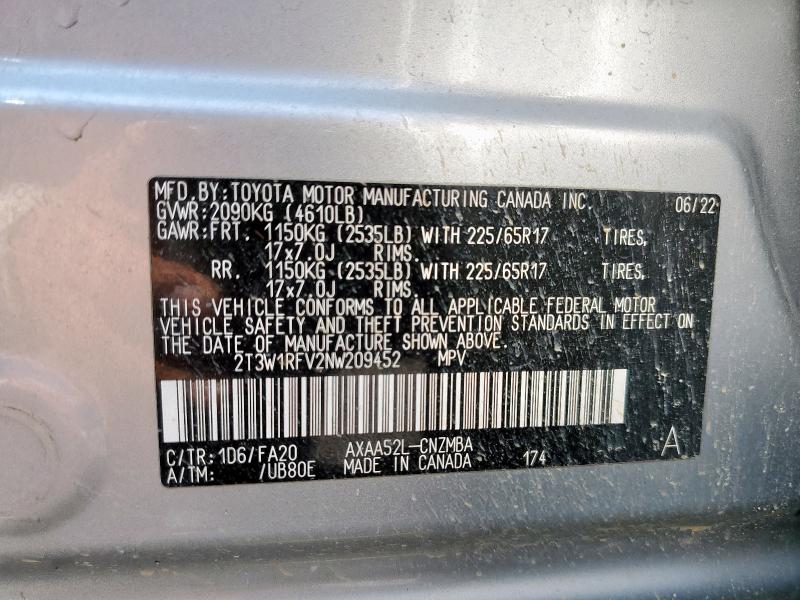 MFD. BY: TOYOTA MOTOR MANUFACTURING CANADA INC. 06/22
GVWR: 2090KG (4610LB)
GAWR: FRT. 1150KG (2535LB) WITH 225/65R17 TIRES,
17x7.0J RIMS.
RR. 1150KG (2535LB) WITH 225/65R17 TIRES,
17x7.0J RIMS.
THIS VEHICLE CONFORMS TO ALL APPLICABLE FEDERAL MOTOR
VEHICLE SAFETY AND THEFT PREVENTION STANDARDS IN EFFECT ON
THE DATE OF MANUFACTURE SHOWN ABOVE.
2T3W1RFV2NW209452 MPV
C/TR: 1D6/FA20 AXAA52L-CNZMBA
A/TM: /UB80E MADE IN CANADA 174 A